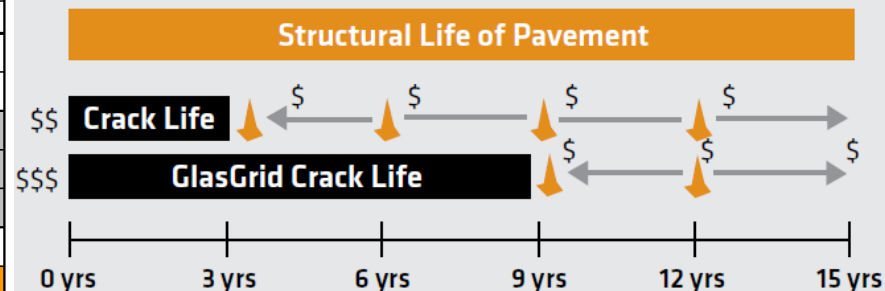 Structural Life of Pavement
$ $ $ $
$$ Crack Life
$ $ $
$$$ GlasGrid Crack Life
0 yrs 3 yrs 6 yrs 9 yrs 12 yrs 15 yrs